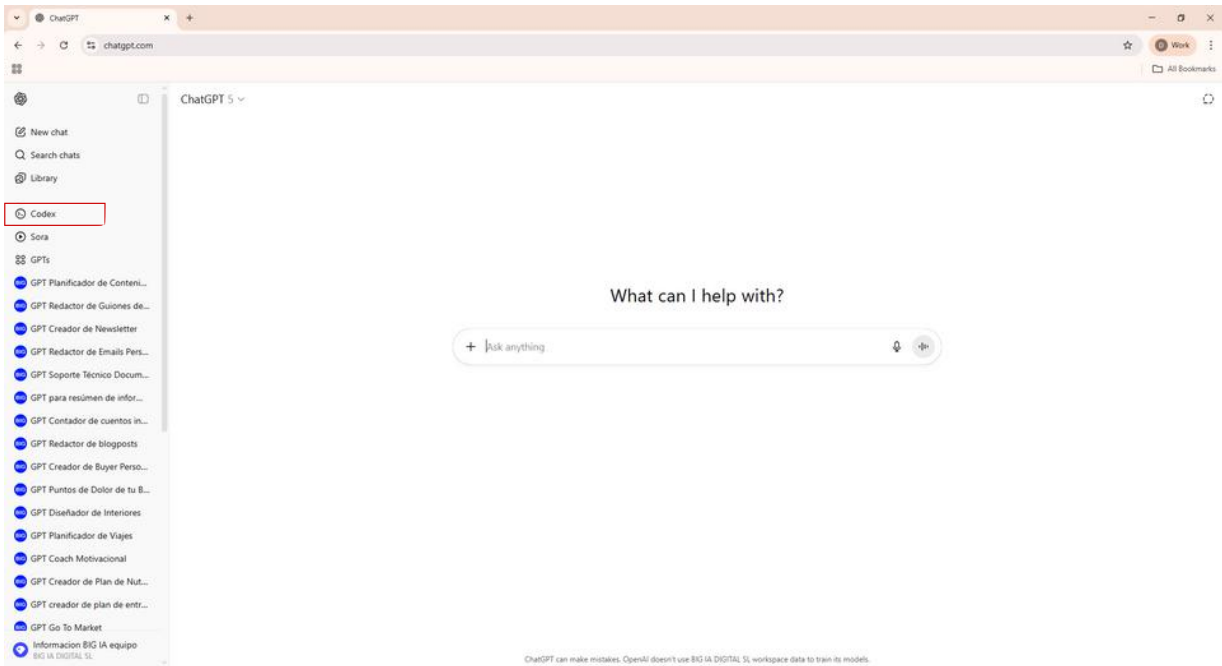 ChatGPT
chatgpt.com
Work
All Bookmarks
ChatGPT 5
New chat
Search chats
Library
Codex
Sora
GPTs
GPT Planificador de Conteni...
GPT Redactor de Guiones de...
GPT Creador de Newsletter
GPT Redactor de Emails Pers...
GPT Soporte Técnico Docum...
GPT para resúmen de infor...
GPT Contador de cuentos in...
GPT Redactor de blogposts
GPT Creador de Buyer Perso...
GPT Puntos de Dolor de tu B...
GPT Diseñador de Interiores
GPT Planificador de Viajes
GPT Coach Motivacional
GPT Creador de Plan de Nut...
GPT creador de plan de entr...
GPT Go To Market
Informacion BIG IA equipo
BIG IA DIGITAL SL
What can I help with?
Ask anything
ChatGPT can make mistakes. OpenAI doesn't use BIG IA DIGITAL SL workspace data to train its models.